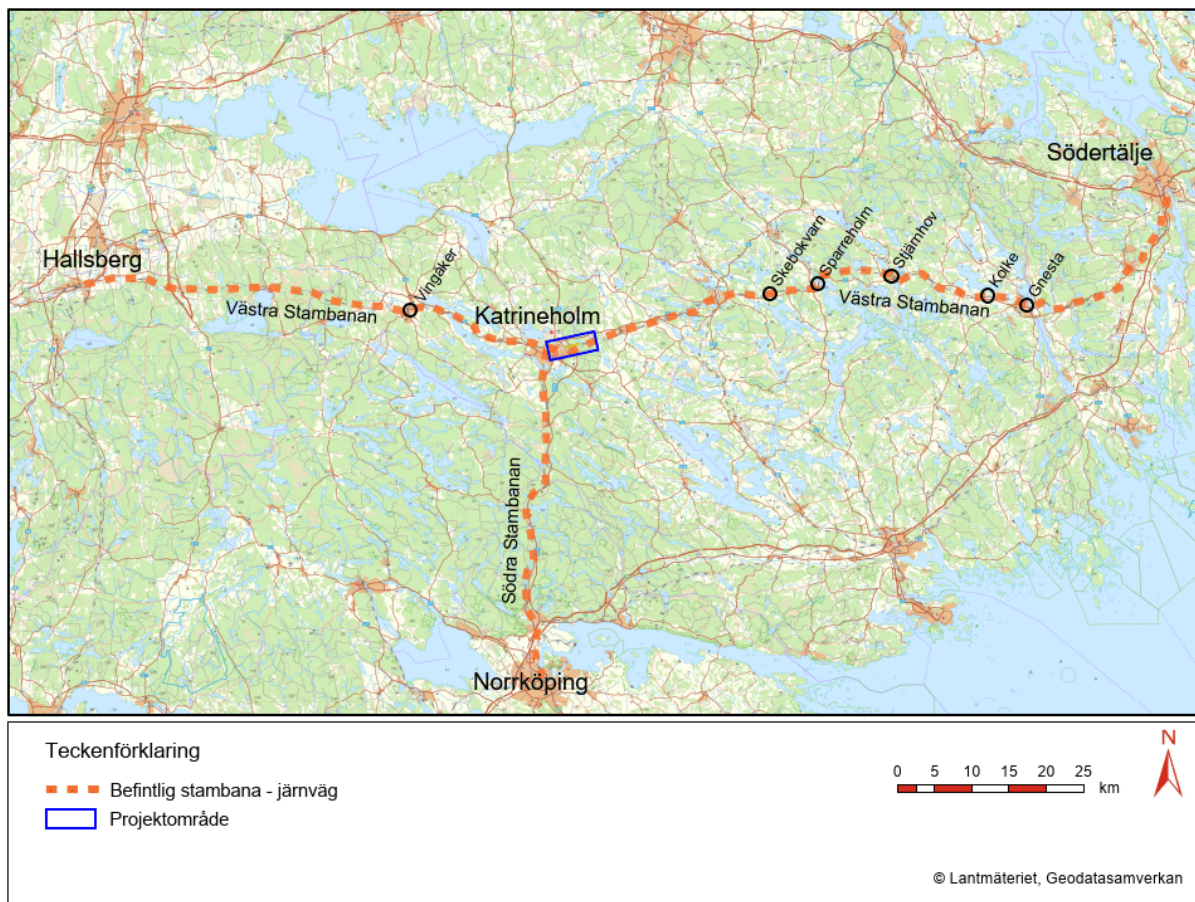 Södertälje
Hallsberg
Vingåker
Skebokvarn
Sparreholm
Stjärnhov
Kolke
Gnesta
Västra Stambanan
Västra Stambanan
Katrineholm
Södra Stambanan
Norrköping
Teckenförklaring
Befintlig stambana - järnväg
Projektområde
0 5 10 15 20 25
km
N
© Lantmäteriet, Geodatasamverkan